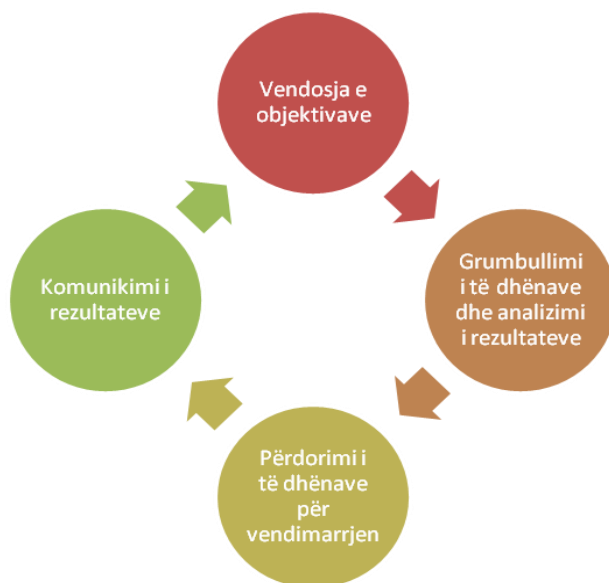 Vendosja e
objektivave
Grumbullimi
i të dhënave
dhe analizimi
i rezultateve
Përdorimi i
të dhënave
për
vendimarrjen
Komunikimi i
rezultateve